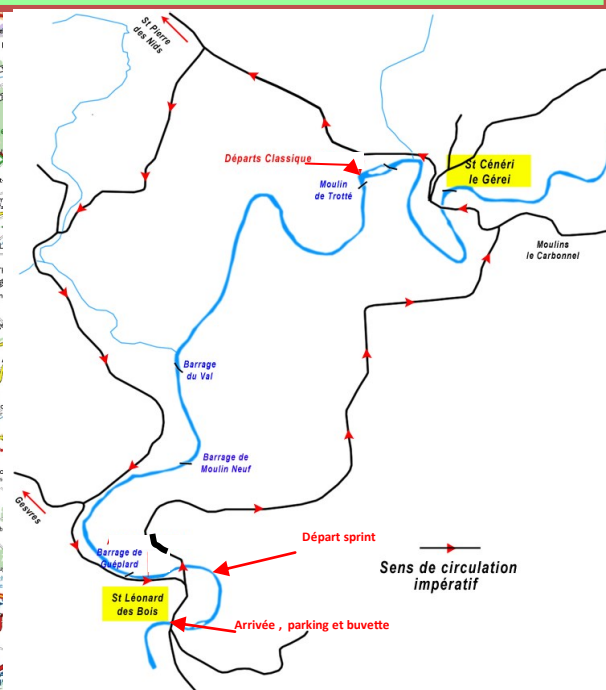 St Pierre
des Nids
Départs Classique
St Cénéri
le Gérei
Moulin
de Trotté
Moulins
le Carbonnel
Barrage
du Val
Barrage de
Moulin Neuf
Gesvres
Départ sprint
Barrage de
Guéplard
Sens de circulation
impératif
St Léonard
des Bois
Arrivée , parking et buvette